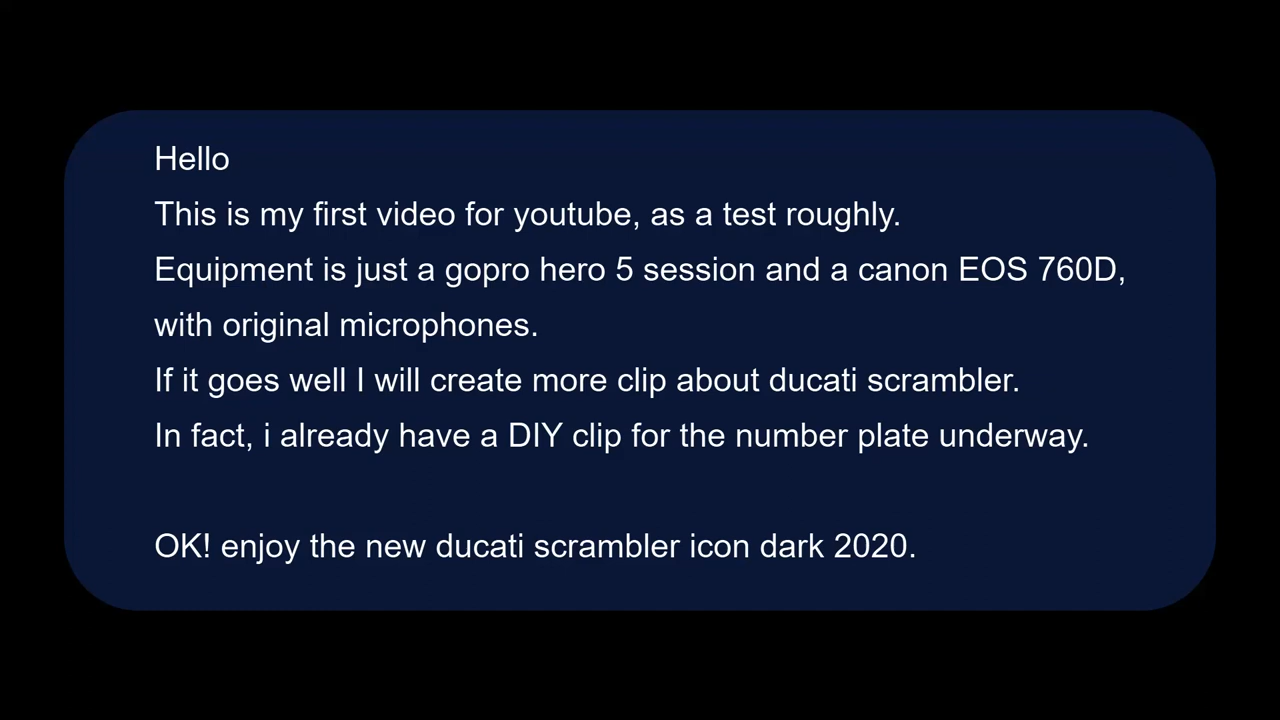 Hello
This is my first video for youtube, as a test roughly.
Equipment is just a gopro hero 5 session and a canon EOS 760D,
with original microphones.
If it goes well I will create more clip about ducati scrambler.
In fact, i already have a DIY clip for the number plate underway.
OK! enjoy the new ducati scrambler icon dark 2020.